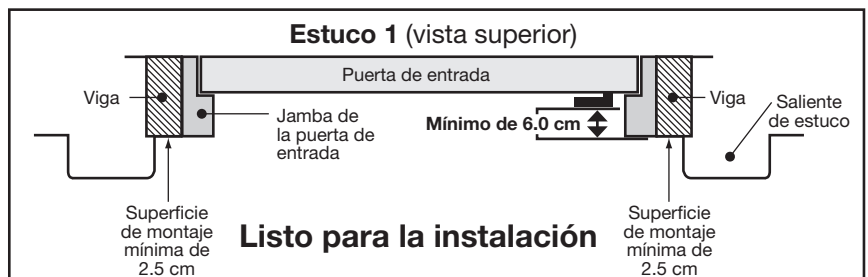 Estuco 1 (vista superior)
Puerta de entrada
Viga
Jamba de
la puerta de
entrada
Mínimo de 6.0 cm
Viga
Saliente
de estuco
Superficie
de montaje
mínima de
2.5 cm
Listo para la instalación
Superficie
de montaje
mínima de
2.5 cm